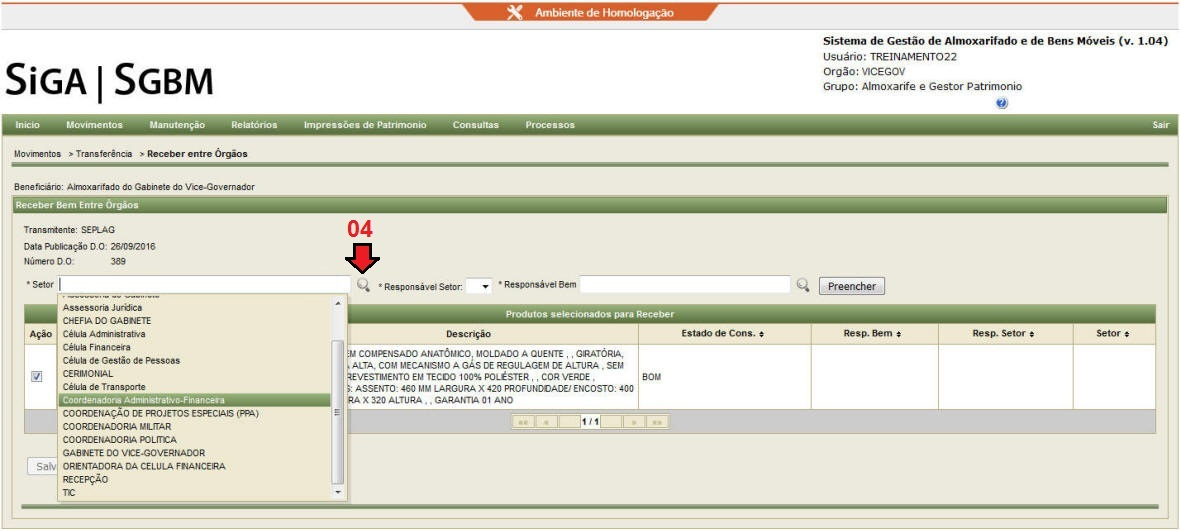 Ambiente de Homologação
Sistema de Gestão de Almoxarifado e de Bens Móveis (v. 1.04)
Usuário: TREINAMENTO22
Orgão: VICEGOV
Grupo: Almoxarife e Gestor Patrimonio
SiGA | SGBM
Inicio Movimentos Manutenção Relatórios Impressões de Patrimonio Consultas Processos Sair
Movimentos > Transferência > Receber entre Órgãos
Beneficiário: Almoxarifado do Gabinete do Vice-Governador
Receber Bem Entre Órgãos
Transmitente: SEPLAG
04
Data Publicação D.O: 26/09/2016
Número D.O: 389
* Setor * Responsável Setor: * Responsável Bem Preencher
Assessoria do Gabinete
Assessoria Jurídica
CHEFIA DO GABINETE
Célula Administrativa
Célula Financeira
Célula de Gestão de Pessoas
CERIMONIAL
Célula de Transporte
Coordenadoria Administrativo-Financeira
COORDENAÇÃO DE PROJETOS ESPECIAIS (PPA)
COORDENADORIA MILITAR
COORDENADORIA POLITICA
GABINETE DO VICE-GOVERNADOR
ORIENTADORA DA CELULA FINANCEIRA
RECEPÇÃO
TIC
Produtos selecionados para Receber
Ação Descrição Estado de Cons. Resp. Bem Resp. Setor Setor
EM COMPENSADO ANATÔMICO, MOLDADO A QUENTE , , GIRATÓRIA,
ALTA, COM MECANISMO A GÁS DE REGULAGEM DE ALTURA , SEM
REVESTIMENTO EM TECIDO 100% POLIÉSTER , , COR VERDE ,
S: ASSENTO: 460 MM LARGURA X 420 PROFUNDIDADE/ ENCOSTO: 400
RA X 320 ALTURA , , GARANTIA 01 ANO
BOM
1 / 1
Salv